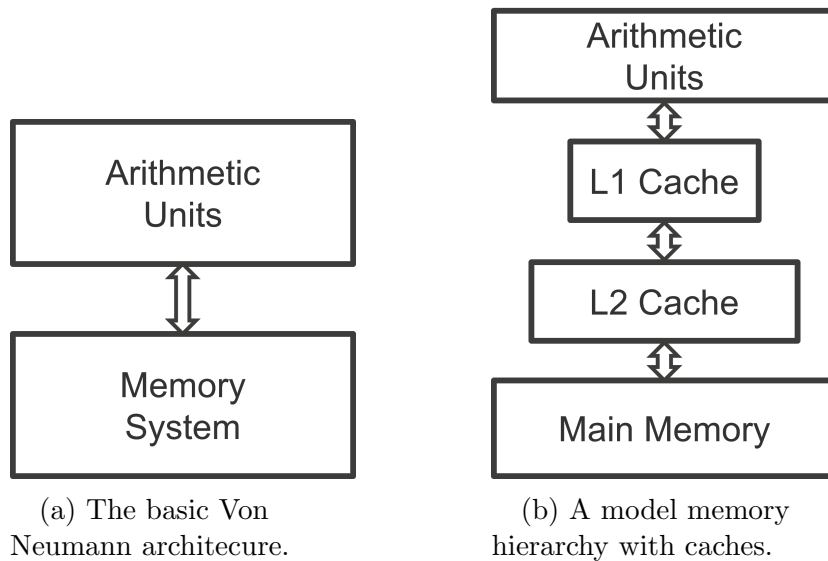 Arithmetic
Units
Memory
System
(a) The basic Von
Neumann architecure.
Arithmetic
Units
L1 Cache
L2 Cache
Main Memory
(b) A model memory
hierarchy with caches.